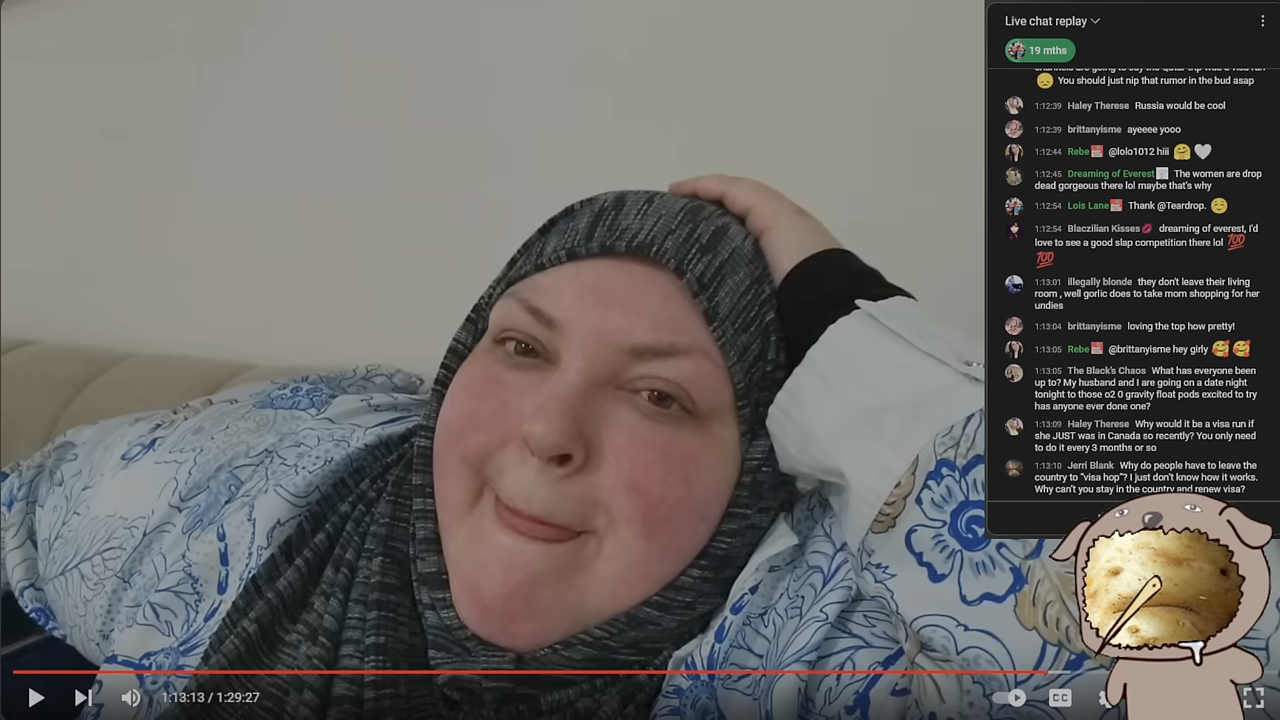 Live chat replay
19 mths
You should just nip that rumor in the bud asap
1:12:39 Haley Therese Russia would be cool
1:12:39 brittanyisme ayeeee yooo
1:12:44 Rebe @lolo1012 hiii
1:12:45 Dreaming of Everest The women are drop
dead gorgeous there lol maybe that's why
1:12:54 Lois Lane Thank @Teardrop.
1:12:54 Blaczilian Kisses dreaming of everest, I'd
love to see a good slap competition there lol 100
100
1:13:01 illegally blonde they don't leave their living
room , well gorlic does to take mom shopping for her
undies
1:13:04 brittanyisme loving the top how pretty!
1:13:05 Rebe @brittanyisme hey girly
1:13:05 The Black's Chaos What has everyone been
up to? My husband and I are going on a date night
tonight to those o2 0 gravity float pods excited to try
has anyone ever done one?
1:13:09 Haley Therese Why would it be a visa run if
she JUST was in Canada so recently? You only need
to do it every 3 months or so
1:13:10 Jerri Blank Why do people have to leave the
country to "visa hop"? I just don't know how it works.
Why can't you stay in the country and renew visa?
1:13:13 / 1:29:27
CC